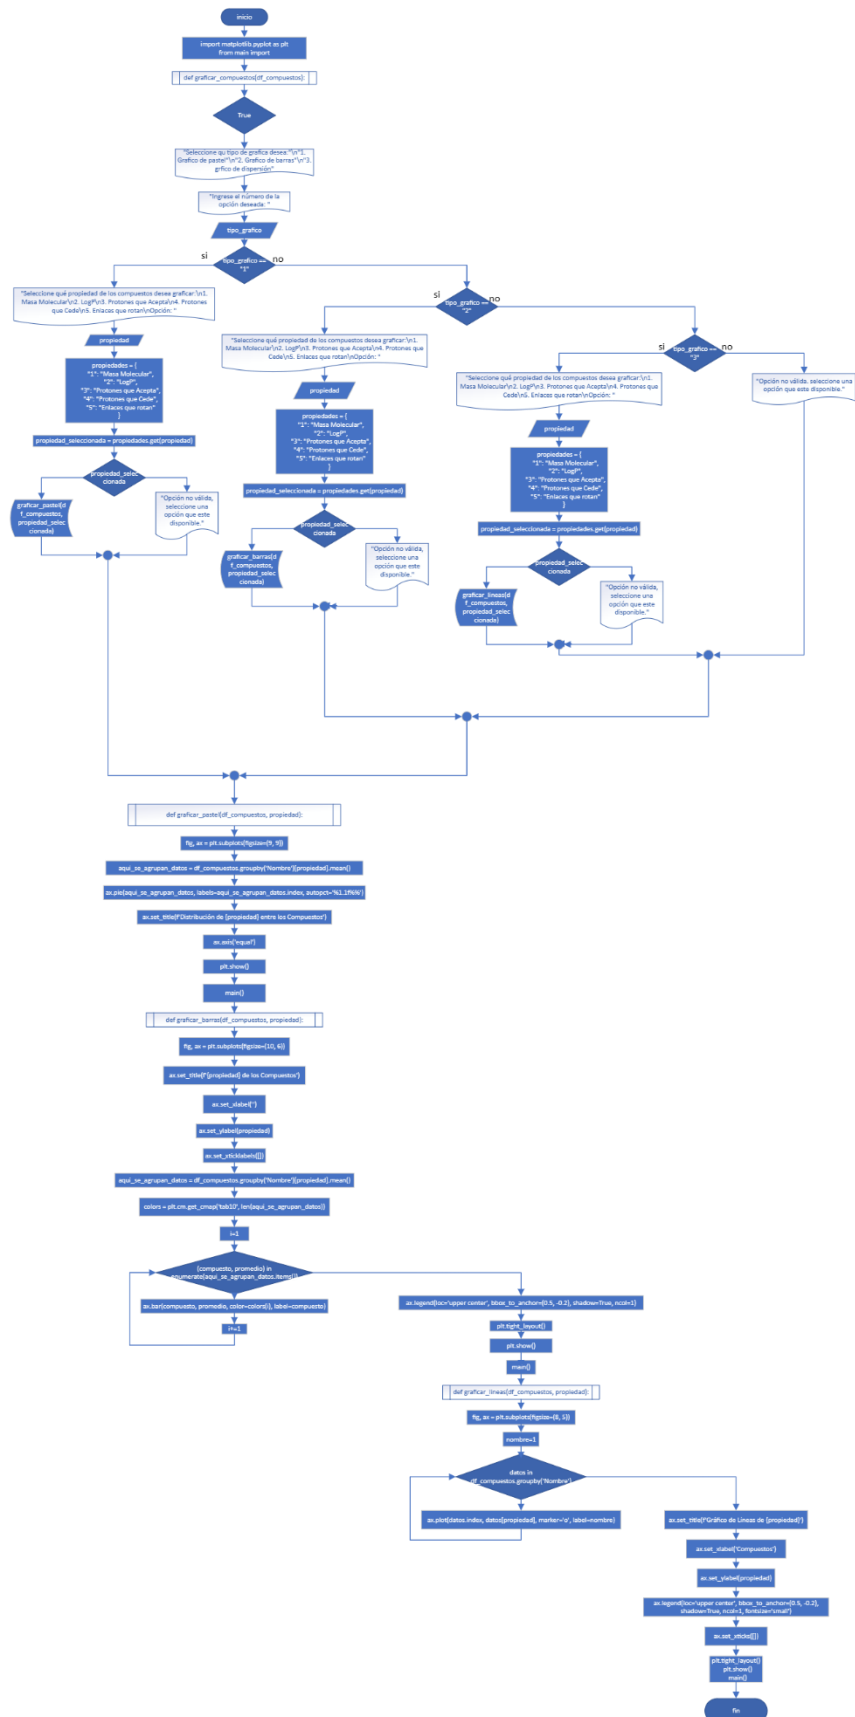 inicio
import matplotlib.pyplot as plt
from main import
def graficar_compuestos(df_compuestos):
True
"Seleccione qu tipo de grafica desea:"\n"1.
Grafico de pastel"\n"2. Grafico de barras"\n"3.
grfico de dispersión"
"Ingrese el número de la
opción deseada: "
tipo_grafico
si
tipo_grafico ==
"1"
no
"Seleccione qué propiedad de los compuestos desea graficar:\n1.
Masa Molecular\n2. LogP\n3. Protones que Acepta\n4. Protones
que Cede\n5. Enlaces que rotan\nOpción: "
propiedad
propiedades = {
"1": "Masa Molecular",
"2": "LogP",
"3": "Protones que Acepta",
"4": "Protones que Cede",
"5": "Enlaces que rotan"
}
propiedad_seleccionada = propiedades.get(propiedad)
propiedad_selec
cionada
graficar_pastel(d
f_compuestos,
propiedad_selec
cionada)
"Opción no válida,
seleccione una
opción que este
disponible."
si
tipo_grafico ==
"2"
no
"Seleccione qué propiedad de los compuestos desea graficar:\n1.
Masa Molecular\n2. LogP\n3. Protones que Acepta\n4. Protones que
Cede\n5. Enlaces que rotan\nOpción: "
propiedad
propiedades = {
"1": "Masa Molecular",
"2": "LogP",
"3": "Protones que Acepta",
"4": "Protones que Cede",
"5": "Enlaces que rotan"
}
propiedad_seleccionada = propiedades.get(propiedad)
propiedad_selec
cionada
graficar_barras(d
f_compuestos,
propiedad_selec
cionada)
"Opción no válida,
seleccione una
opción que este
disponible."
si
tipo_grafico ==
"3"
no
"Seleccione qué propiedad de los compuestos desea graficar:\n1.
Masa Molecular\n2. LogP\n3. Protones que Acepta\n4. Protones que
Cede\n5. Enlaces que rotan\nOpción: "
propiedad
propiedades = {
"1": "Masa Molecular",
"2": "LogP",
"3": "Protones que Acepta",
"4": "Protones que Cede",
"5": "Enlaces que rotan"
}
propiedad_seleccionada = propiedades.get(propiedad)
propiedad_selec
cionada
graficar_lineas(d
f_compuestos,
propiedad_selec
cionada)
"Opción no válida,
seleccione una
opción que este
disponible."
"Opción no válida. seleccione una
opción que este disponible."
def graficar_pastel(df_compuestos, propiedad):
fig, ax = plt.subplots(figsize=(9, 9))
aqui_se_agrupan_datos = df_compuestos.groupby('Nombre')[propiedad].mean()
ax.pie(aqui_se_agrupan_datos, labels=aqui_se_agrupan_datos.index, autopct='%1.1f%%')
ax.set_title(f'Distribución de {propiedad} entre los Compuestos')
ax.axis('equal')
plt.show()
main()
def graficar_barras(df_compuestos, propiedad):
fig, ax = plt.subplots(figsize=(10, 6))
ax.set_title(f'{propiedad} de los Compuestos')
ax.set_xlabel('')
ax.set_ylabel(propiedad)
ax.set_xticklabels([])
aqui_se_agrupan_datos = df_compuestos.groupby('Nombre')[propiedad].mean()
colors = plt.cm.get_cmap('tab10', len(aqui_se_agrupan_datos))
i=1
(compuesto, promedio) in
enumerate(aqui_se_agrupan_datos.items())
ax.bar(compuesto, promedio, color=colors(i), label=compuesto)
i+=1
ax.legend(loc='upper center', bbox_to_anchor=(0.5, -0.2), shadow=True, ncol=1)
plt.tight_layout()
plt.show()
main()
def graficar_lineas(df_compuestos, propiedad):
fig, ax = plt.subplots(figsize=(8, 5))
nombre=1
datos in
df_compuestos.groupby('Nombre')
ax.plot(datos.index, datos[propiedad], marker='o', label=nombre)
ax.set_title(f'Gráfico de Líneas de {propiedad}')
ax.set_xlabel('Compuestos')
ax.set_ylabel(propiedad)
ax.legend(loc='upper center', bbox_to_anchor=(0.5, -0.2),
shadow=True, ncol=1, fontsize='small')
ax.set_xticks([])
plt.tight_layout()
plt.show()
main()
fin